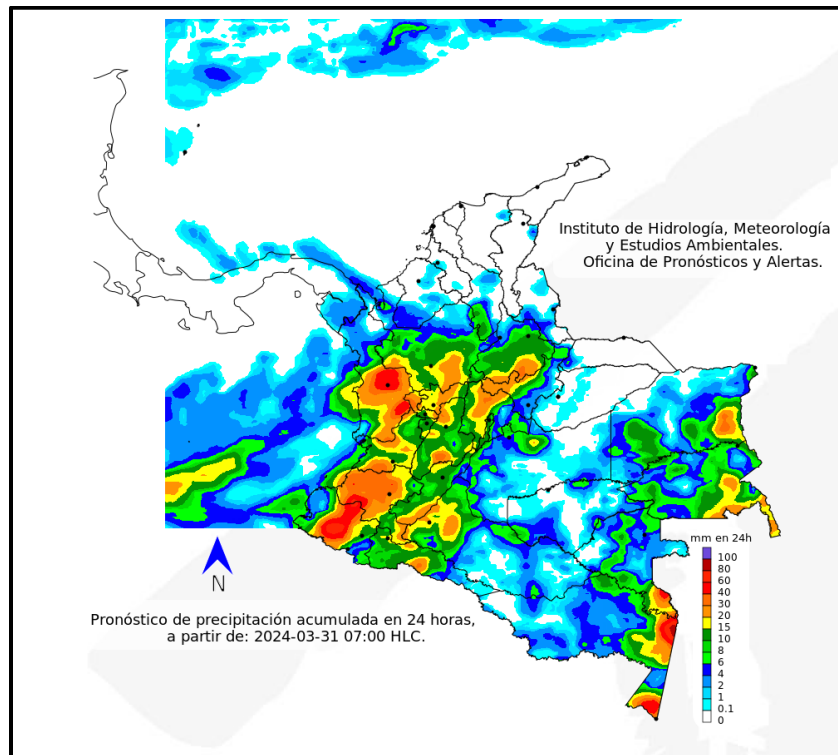 Instituto de Hidrología, Meteorología
y Estudios Ambientales.
Oficina de Pronósticos y Alertas.
N
Pronóstico de precipitación acumulada en 24 horas,
a partir de: 2024-03-31 07:00 HLC.
mm en 24h
100
80
60
40
30
20
15
10
8
6
4
2
1
0.1
0